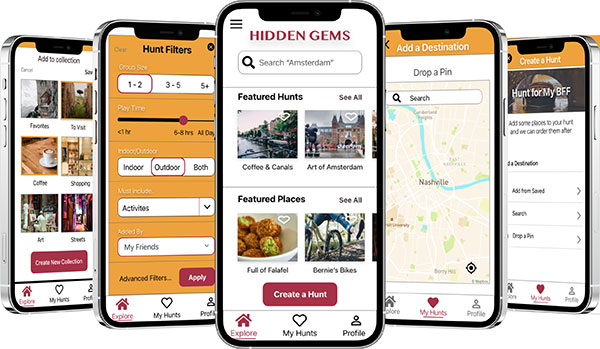 Add to collection
Cancel
Sav
Favorites
To Visit
Coffee
Shopping
Art
Streets
Create New Collection
Explore
My Hunts
Profile
Clear
Hunt Filters
Group Size
1 - 2
3 - 5
5+
Play Time
<1 hr
6-8 hrs
All Day
Indoor/Outdoor
Indoor
Outdoor
Both
Must include...
Activites
Added By
My Friends
Advanced Filters...
Apply
Explore
My Hunts
Profile
HIDDEN GEMS
Search "Amsterdam"
Featured Hunts
See All
Coffee & Canals
Art of Amsterdam
Featured Places
See All
Full of Falafel
Bernie's Bikes
Create a Hunt
Explore
My Hunts
Profile
Add a Destination
Drop a Pin
Search
Nashville
Berry Hill
Explore
My Hunts
Profile
Create a Hunt
Hunt for My BFF
Add some places to your hunt
and we can order them after
d a Destination
Add from Saved
Search
Drop a Pin
Explore
My Hunts
Profile